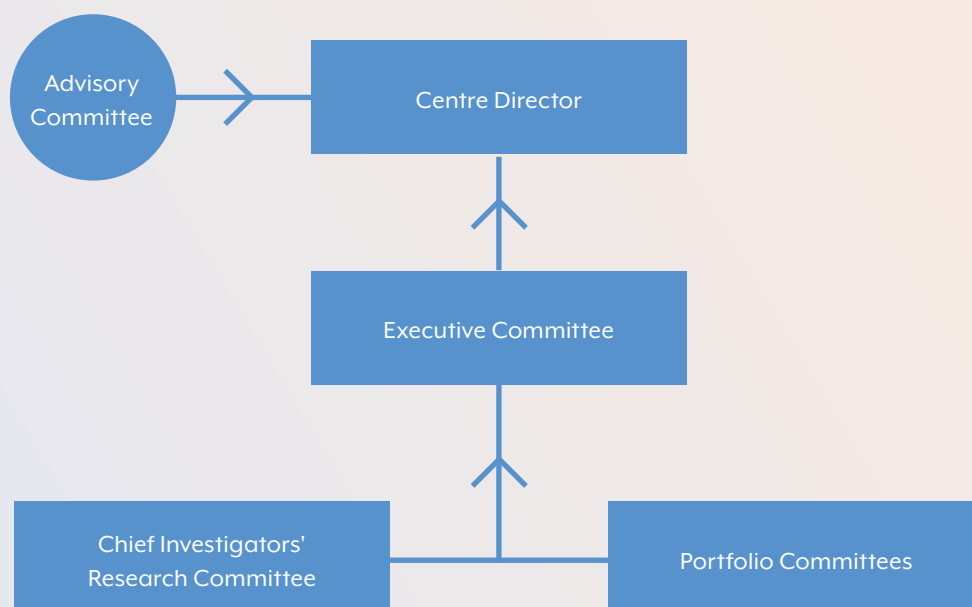 Advisory
Committee
Centre Director
Executive Committee
Chief Investigators'
Research Committee
Portfolio Committees